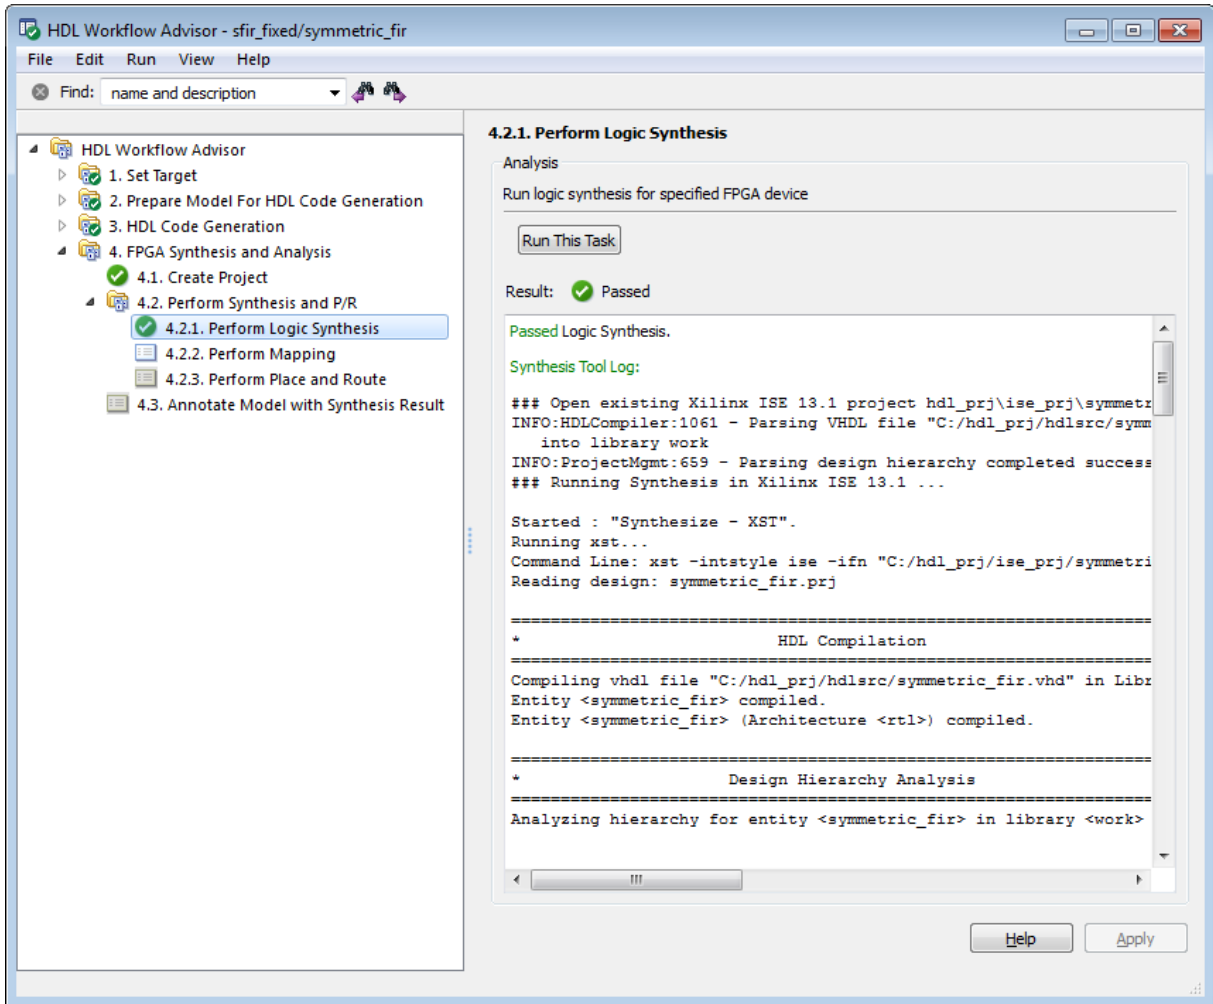 HDL Workflow Advisor - sfir_fixed/symmetric_fir
File Edit Run View Help
Find: name and description
HDL Workflow Advisor
1. Set Target
2. Prepare Model For HDL Code Generation
3. HDL Code Generation
4. FPGA Synthesis and Analysis
4.1. Create Project
4.2. Perform Synthesis and P/R
4.2.1. Perform Logic Synthesis
4.2.2. Perform Mapping
4.2.3. Perform Place and Route
4.3. Annotate Model with Synthesis Result
4.2.1. Perform Logic Synthesis
Analysis
Run logic synthesis for specified FPGA device
Run This Task
Result: Passed
Passed Logic Synthesis.
Synthesis Tool Log:
### Open existing Xilinx ISE 13.1 project hdl_prj\ise_prj\symmetr
INFO:HDLCompiler:1061 - Parsing VHDL file "C:/hdl_prj/hdlsrc/symm
into library work
INFO:ProjectMgmt:659 - Parsing design hierarchy completed success
### Running Synthesis in Xilinx ISE 13.1 ...
Started : "Synthesize - XST".
Running xst...
Command Line: xst -intstyle ise -ifn "C:/hdl_prj/ise_prj/symmetri
Reading design: symmetric_fir.prj
=================================================================
* HDL Compilation
=================================================================
Compiling vhdl file "C:/hdl_prj/hdlsrc/symmetric_fir.vhd" in Libr
Entity <symmetric_fir> compiled.
Entity <symmetric_fir> (Architecture <rtl>) compiled.
=================================================================
* Design Hierarchy Analysis
=================================================================
Analyzing hierarchy for entity <symmetric_fir> in library <work>
Help Apply